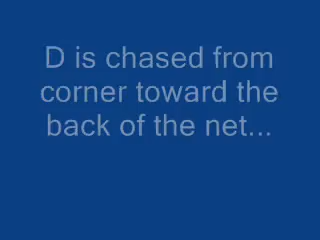 D is chased from
corner toward the
back of the net...